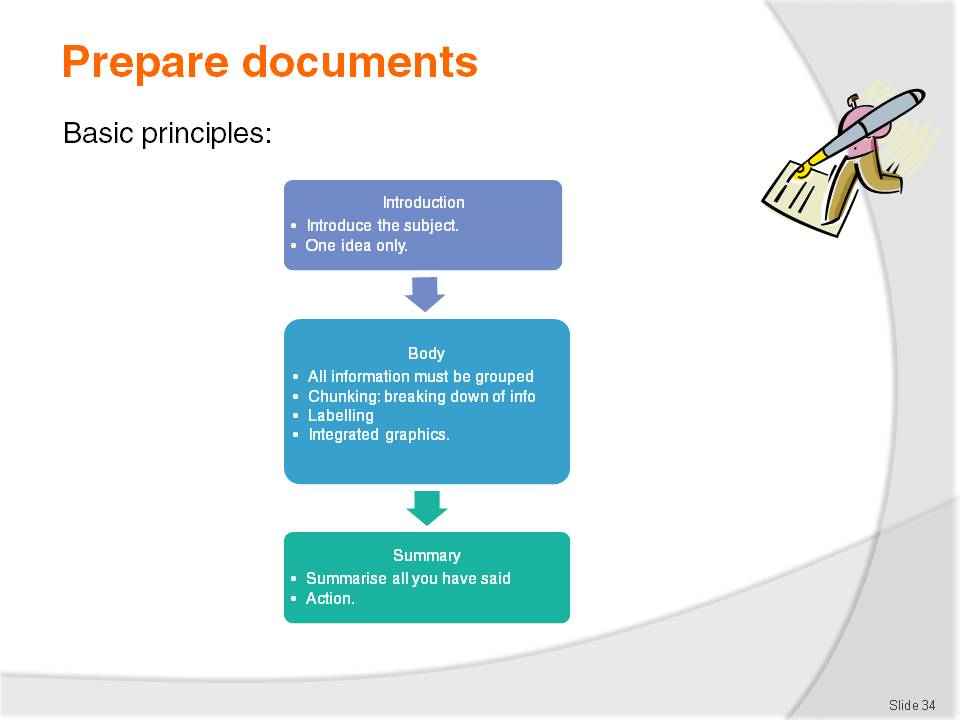 Prepare documents
Basic principles:
Introduction
• Introduce the subject.
• One idea only.
Body
• All information must be grouped
• Chunking: breaking down of info
• Labelling
• Integrated graphics.
Summary
• Summarise all you have said
• Action.
Slide 34